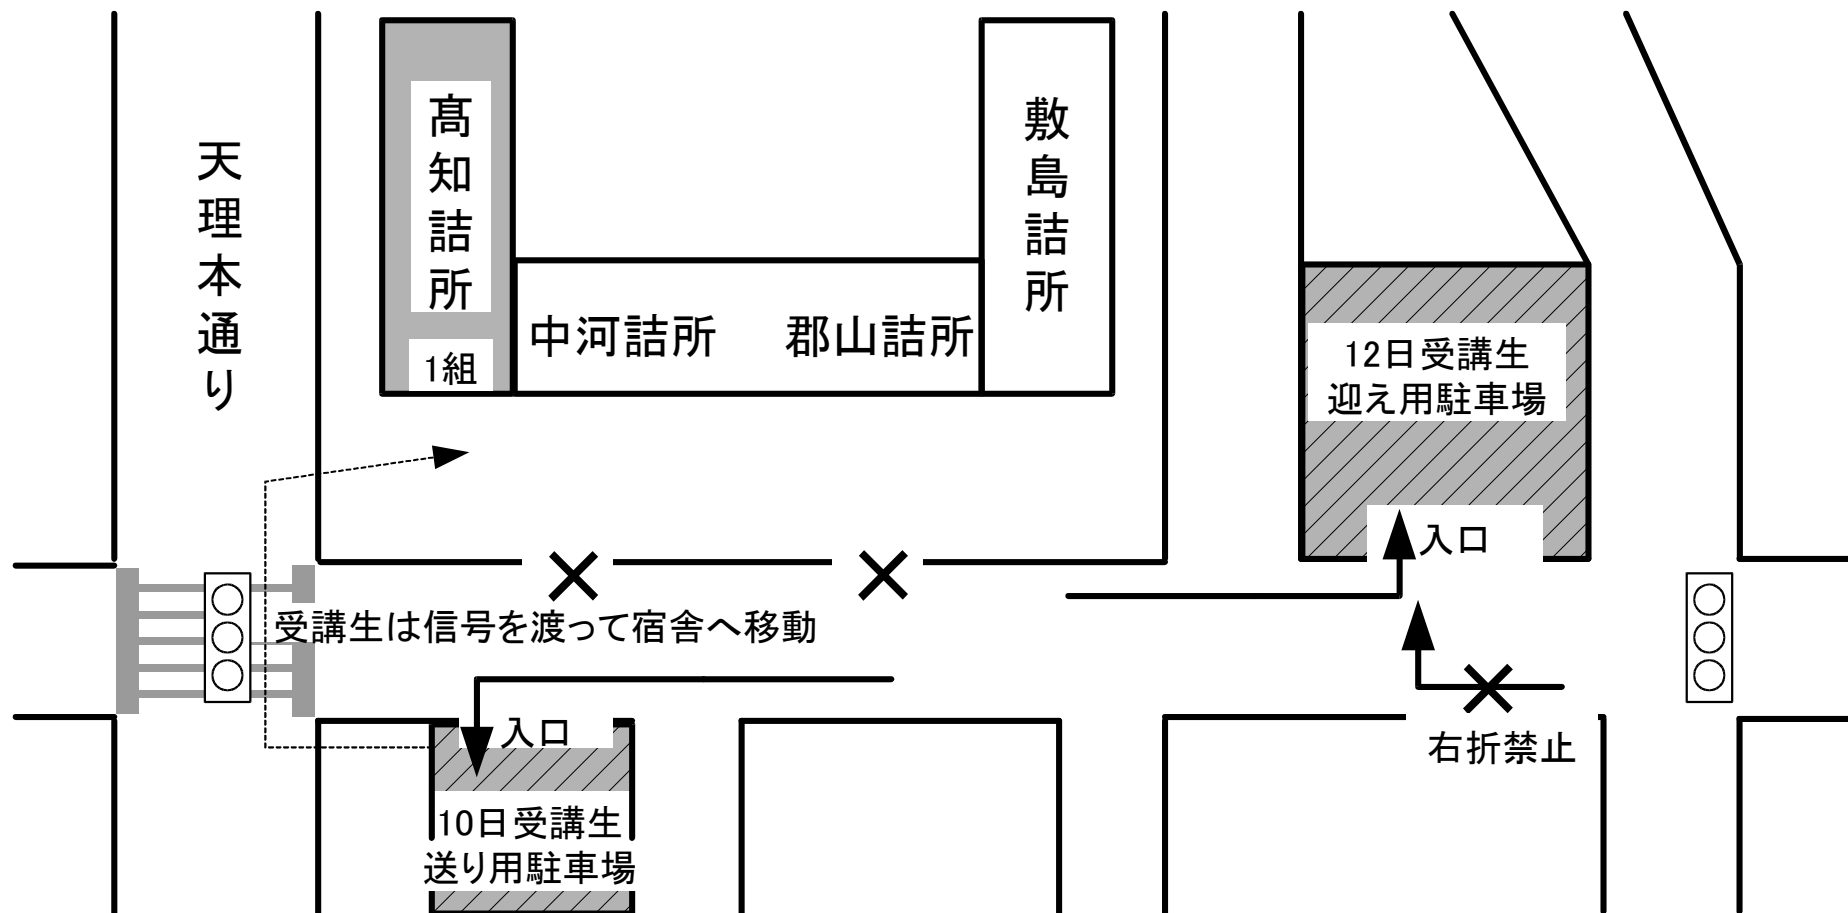 天理本通り
髙知詰所
1組
中河詰所
郡山詰所
敷島詰所
12日受講生
迎え用駐車場
入口
受講生は信号を渡って宿舎へ移動
入口
右折禁止
10日受講生
送り用駐車場